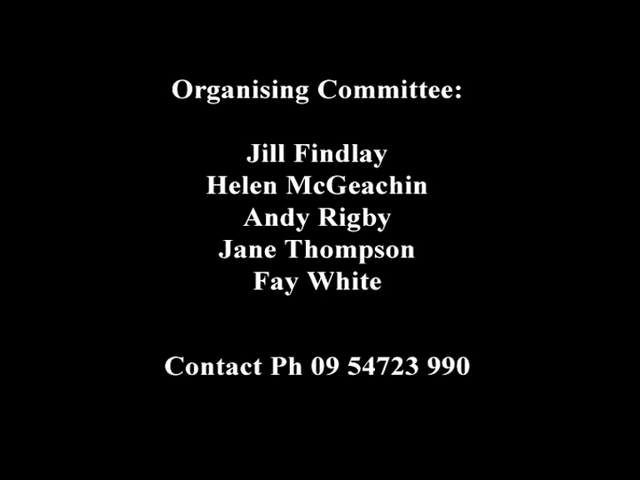 Organising Committee:
Jill Findlay
Helen McGeachin
Andy Rigby
Jane Thompson
Fay White
Contact Ph 09 54723 990